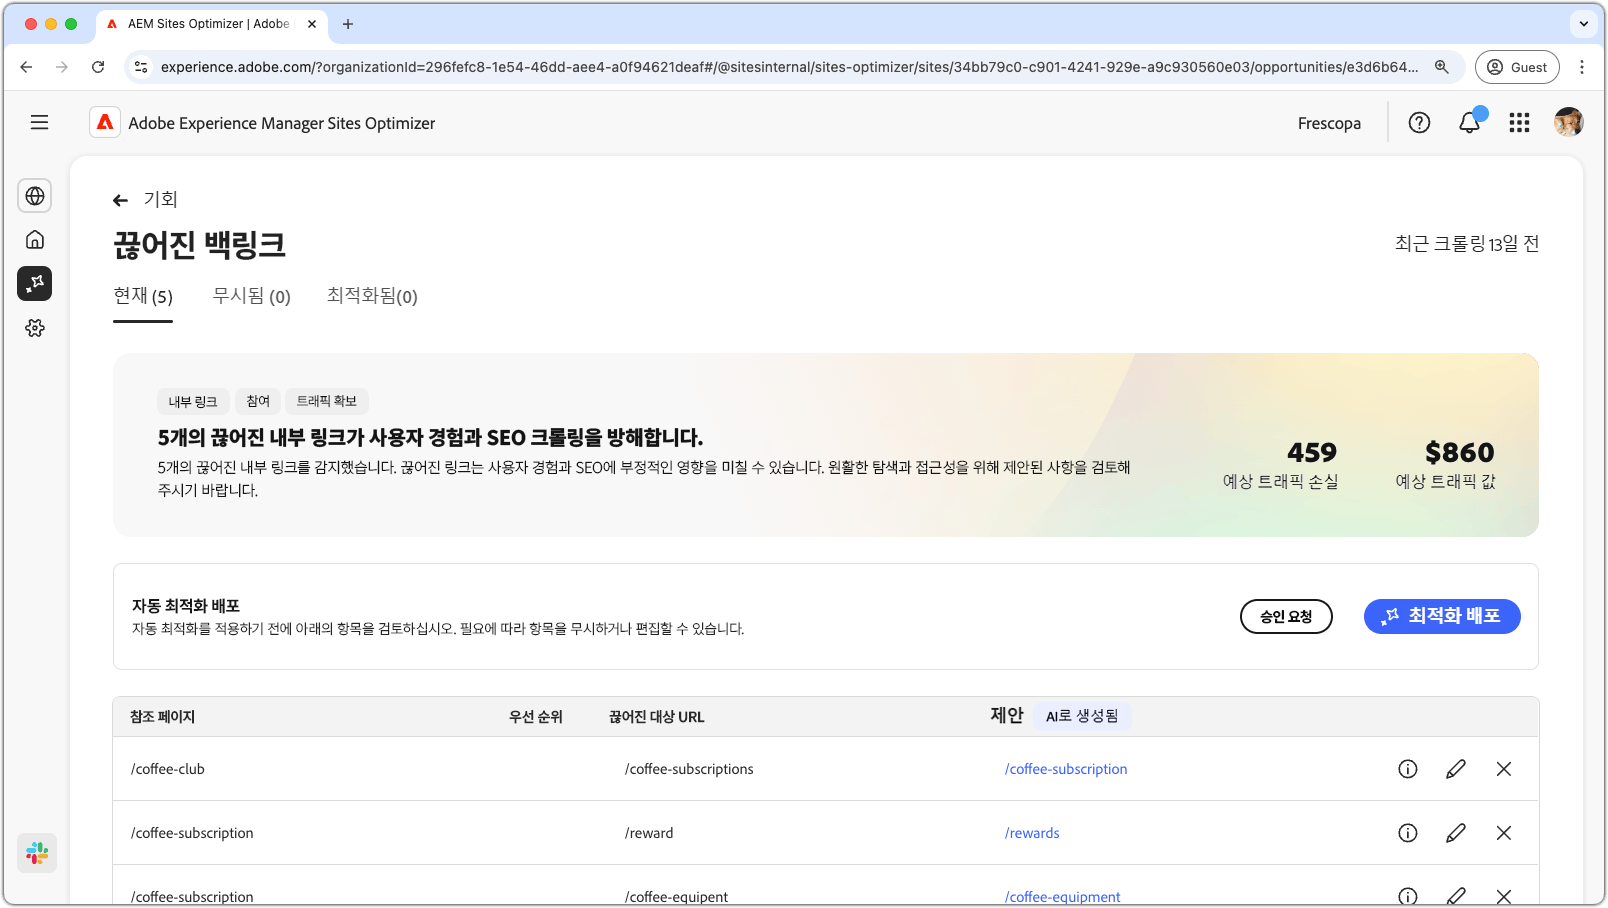 AEM Sites Optimizer | Adobe
experience.adobe.com/?organizationId=296fefc8-1e54-46dd-aee4-a0f94621deaf#/@sitesinternal/sites-optimizer/sites/34bb79c0-c901-4241-929e-a9c930560e03/opportunities/e3d6b64...
Guest
Adobe Experience Manager Sites Optimizer
Frescopa
기회
끊어진 백링크
최근 크롤링 13일 전
현재 (5) 무시됨 (0) 최적화됨(0)
내부 링크 참여 트래픽 확보
5개의 끊어진 내부 링크가 사용자 경험과 SEO 크롤링을 방해합니다.
5개의 끊어진 내부 링크를 감지했습니다. 끊어진 링크는 사용자 경험과 SEO에 부정적인 영향을 미칠 수 있습니다. 원활한 탐색과 접근성을 위해 제안된 사항을 검토해
주시기 바랍니다.
459 $860
예상 트래픽 손실 예상 트래픽 값
자동 최적화 배포
자동 최적화를 적용하기 전에 아래의 항목을 검토하십시오. 필요에 따라 항목을 무시하거나 편집할 수 있습니다.
승인 요청 최적화 배포
참조 페이지 우선 순위 끊어진 대상 URL 제안 AI로 생성됨
/coffee-club /coffee-subscriptions /coffee-subscription
/coffee-subscription /reward /rewards
/coffee-subscription /coffee-equipent /coffee-equipment